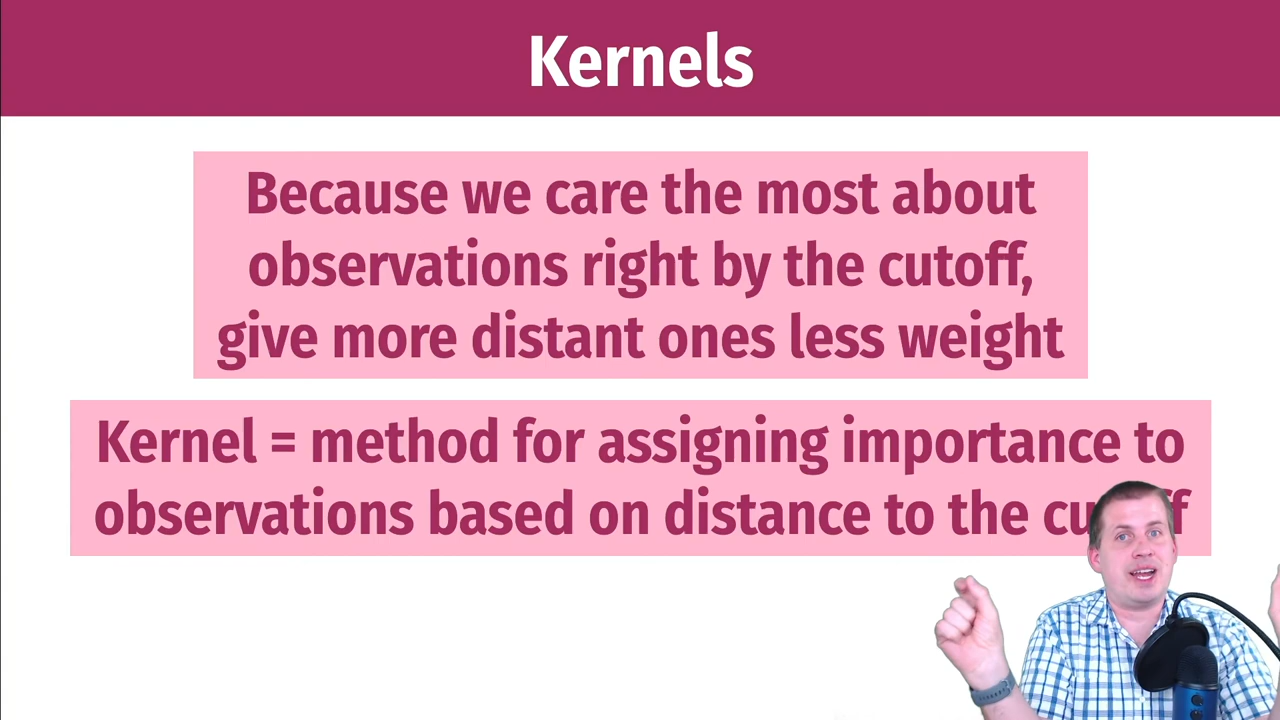 Kernels
Because we care the most about
observations right by the cutoff,
give more distant ones less weight
Kernel = method for assigning importance to
observations based on distance to the